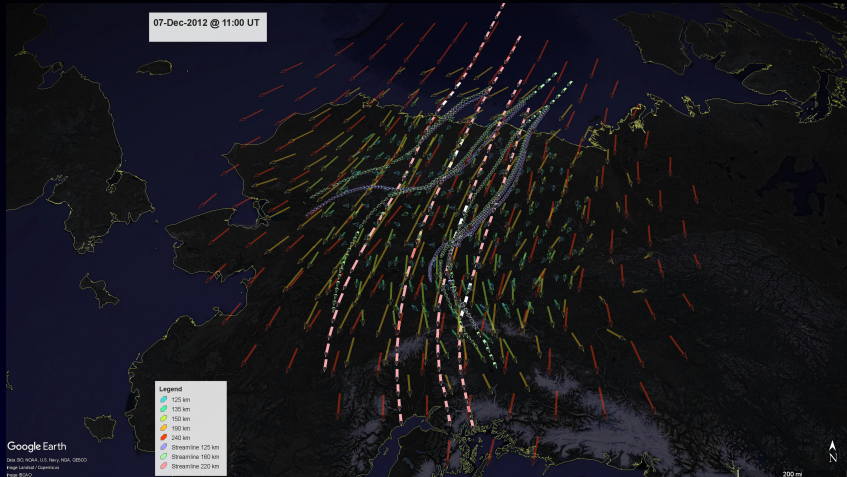 07-Dec-2012 @ 11:00 UT
Legend
125 km
135 km
150 km
190 km
240 km
Streamline 125 km
Streamline 160 km
Streamline 220 km
Google Earth
Data SIO, NOAA, U.S. Navy, NGA, GEBCO
Image Landsat / Copernicus
Image IBCAO
N
200 mi